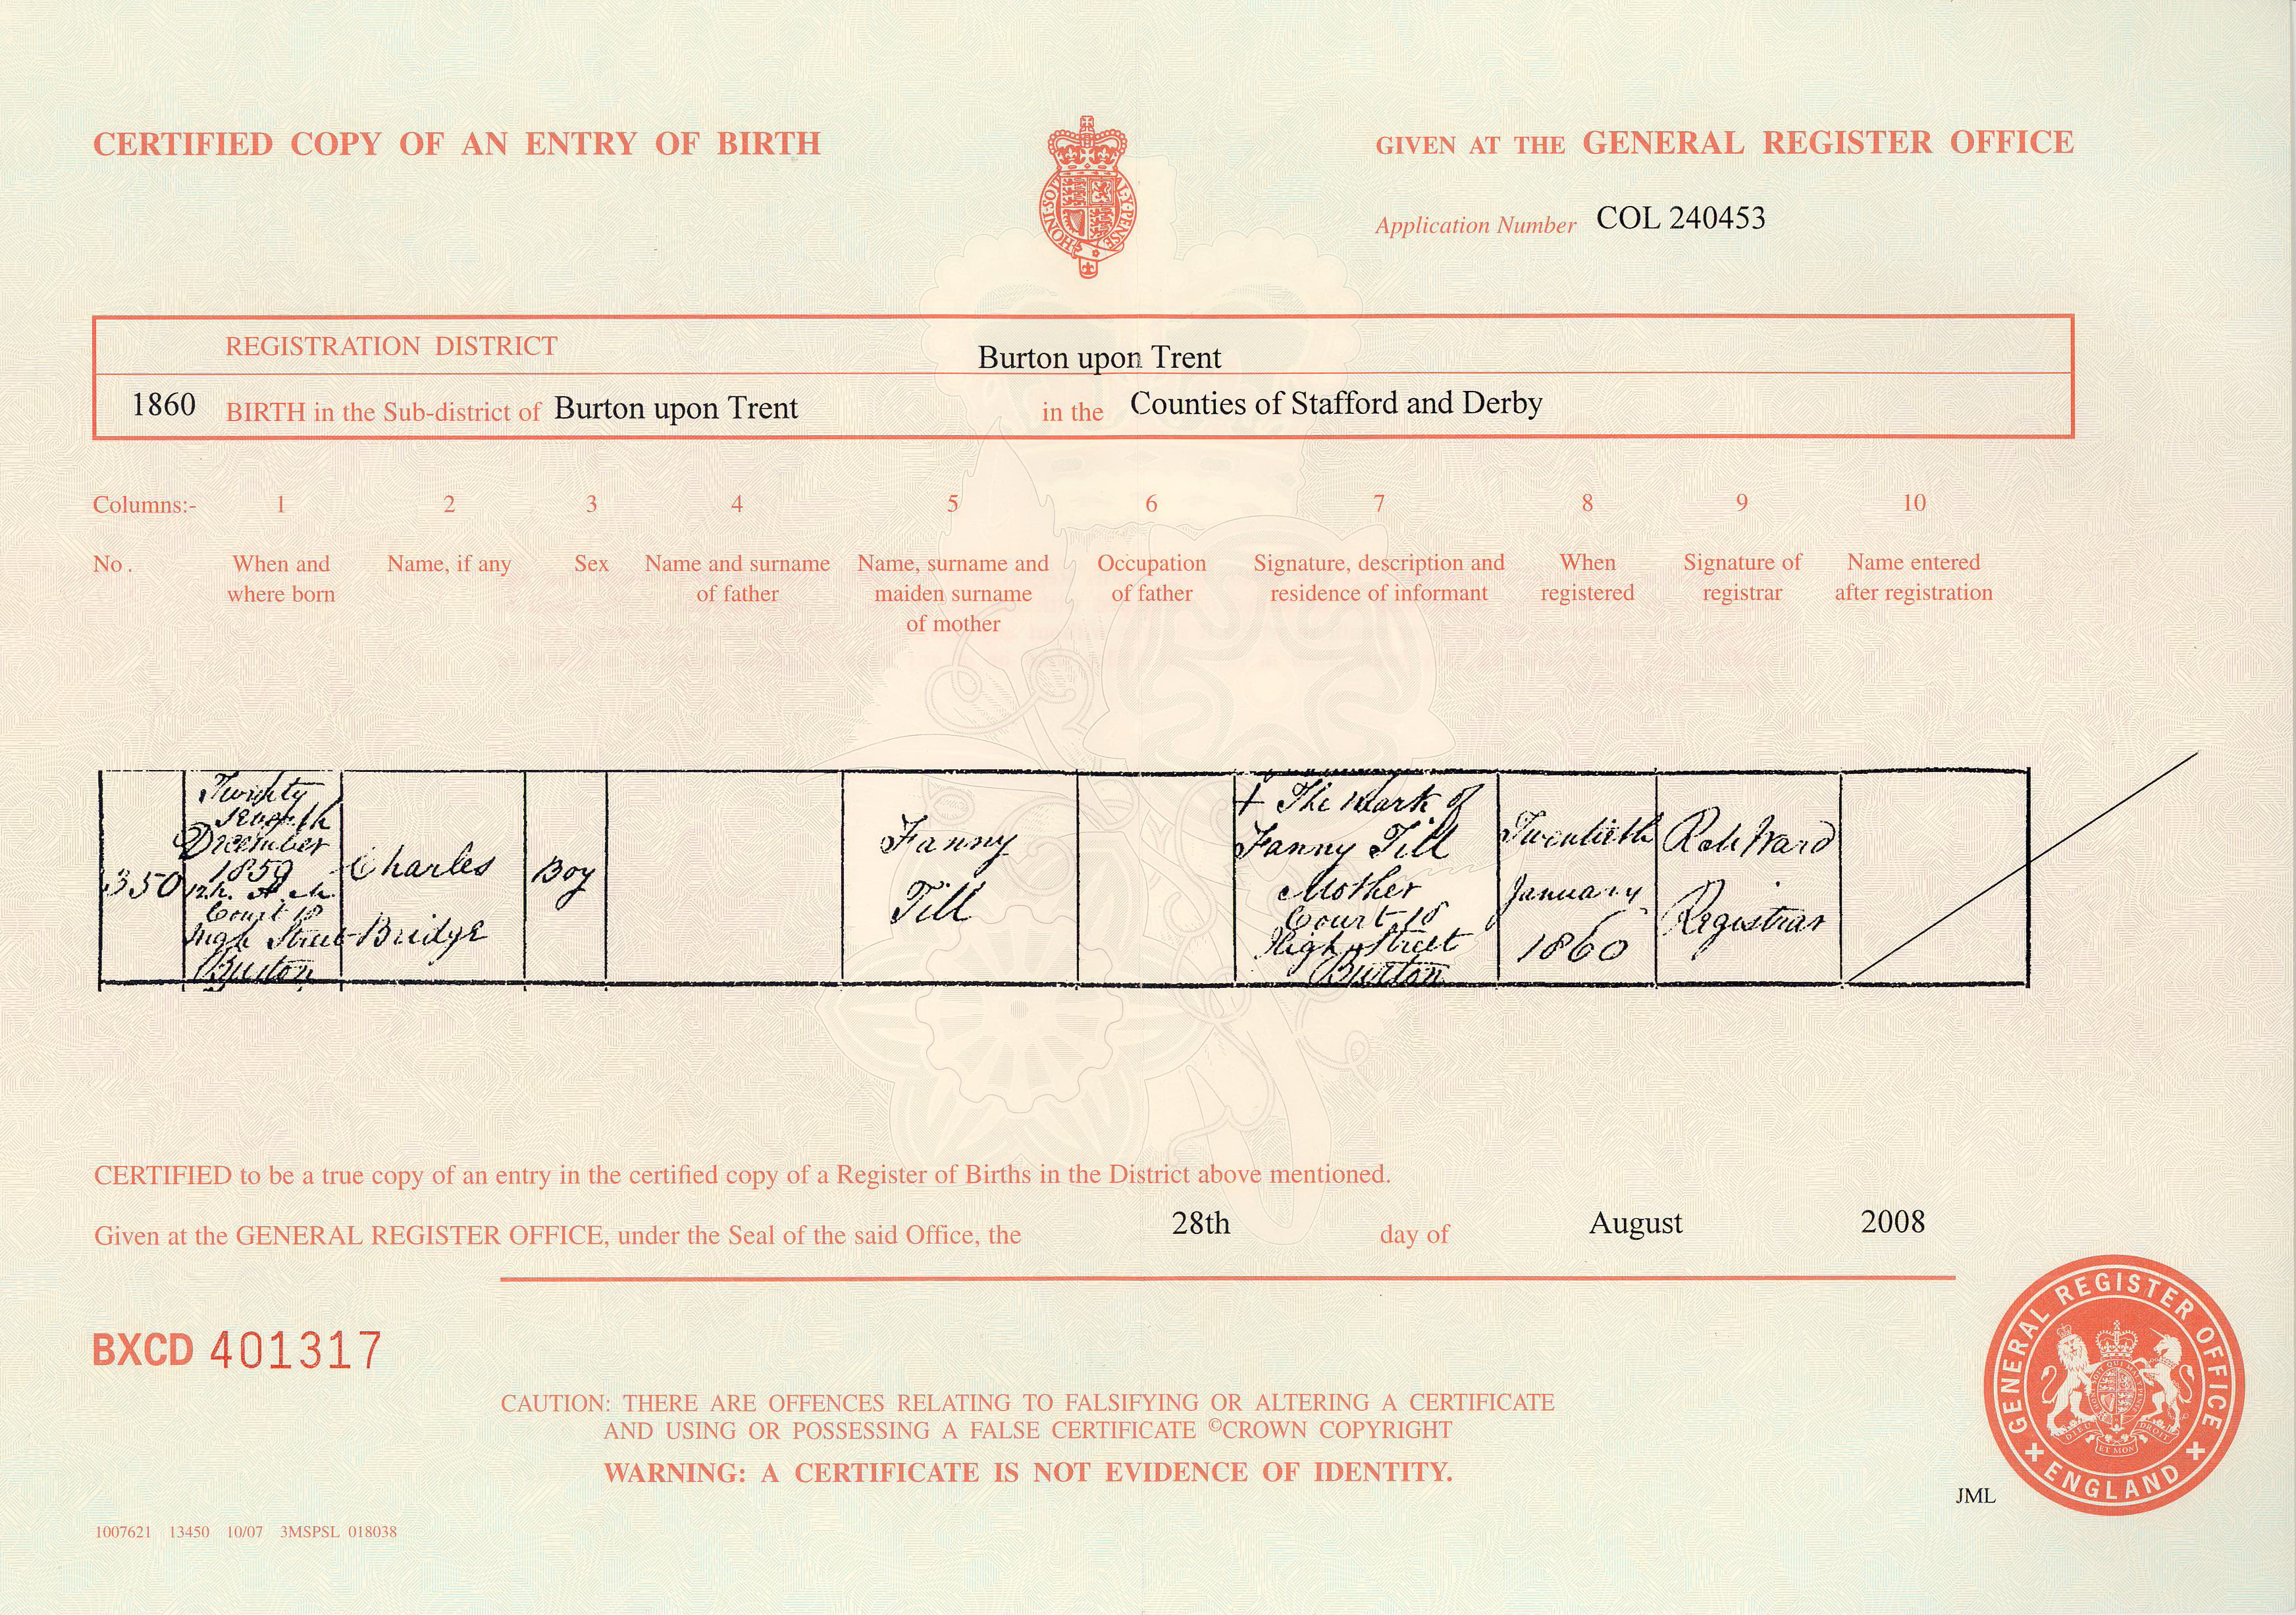 CERTIFIED COPY OF AN ENTRY OF BIRTH
GIVEN AT THE GENERAL REGISTER OFFICE
HONI·SOI AL·Y·PENSE
Application Number COL 240453
REGISTRATION DISTRICT Burton upon Trent
1860 BIRTH in the Sub-district of Burton upon Trent in the Counties of Stafford and Derby
Columns:- 1 2 3 4 5 6 7 8 9 10
No. When and Name, if any Sex Name and surname Name, surname and Occupation Signature, description and When Signature of Name entered
where born of father maiden surname of father residence of informant registered registrar after registration
of mother
350
Twenty
Seventh
December
1859
Court 18
High Street
Burton
Charles
Bridge
Boy
Fanny
Till
+ The Mark of
Fanny Till
Mother
Court 18
High Street
Burton
Twentieth
January
1860
Rob Ward
Registrar
CERTIFIED to be a true copy of an entry in the certified copy of a Register of Births in the District above mentioned.
Given at the GENERAL REGISTER OFFICE, under the Seal of the said Office, the 28th day of August 2008
BXCD 401317
CAUTION: THERE ARE OFFENCES RELATING TO FALSIFYING OR ALTERING A CERTIFICATE
AND USING OR POSSESSING A FALSE CERTIFICATE ©CROWN COPYRIGHT
WARNING: A CERTIFICATE IS NOT EVIDENCE OF IDENTITY.
GENERAL REGISTER OFFICE
ENGLAND
JML
1007621 13450 10/07 3MSPSL 018038